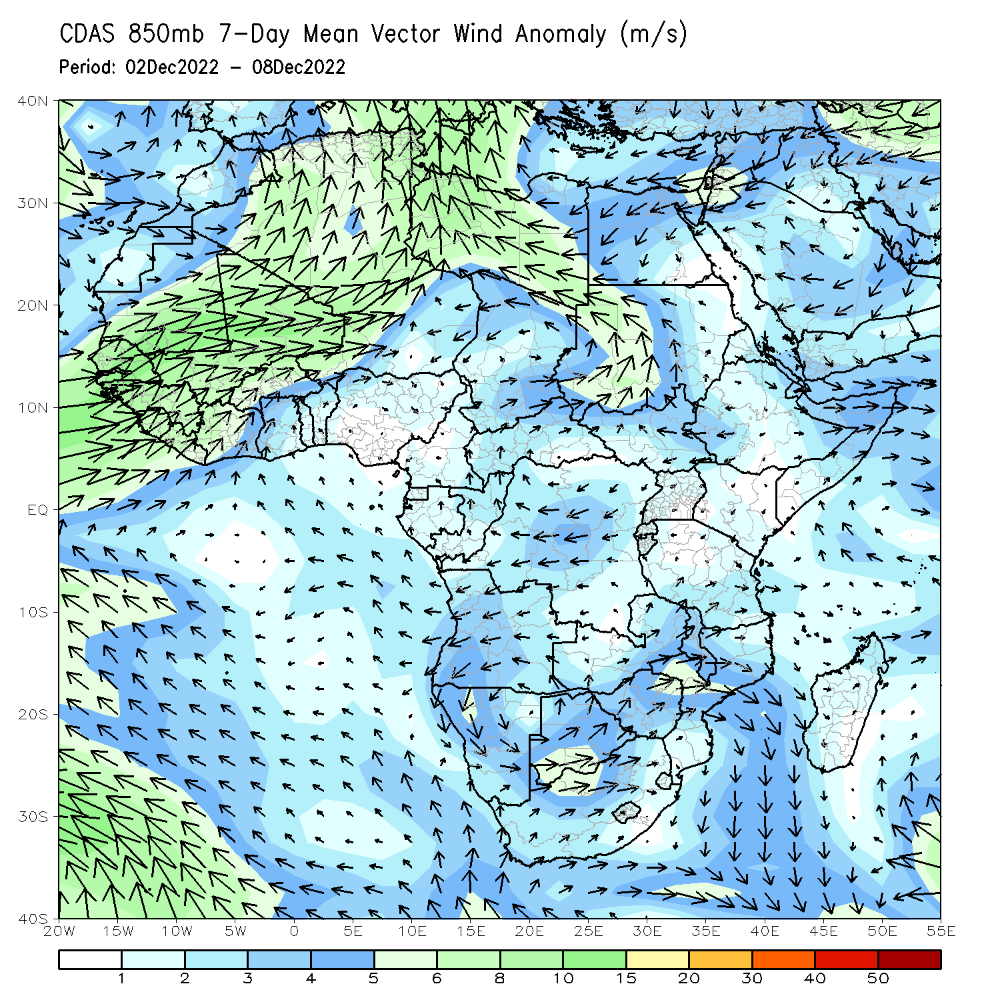 CDAS 850mb 7-Day Mean Vector Wind Anomaly (m/s)
Period: 02Dec2022 - 08Dec2022
40N
30N
20N
10N
EQ
10S
20S
30S
40S
20W 15W 10W 5W 0 5E 10E 15E 20E 25E 30E 35E 40E 45E 50E 55E
1 2 3 4 5 6 8 10 15 20 30 40 50